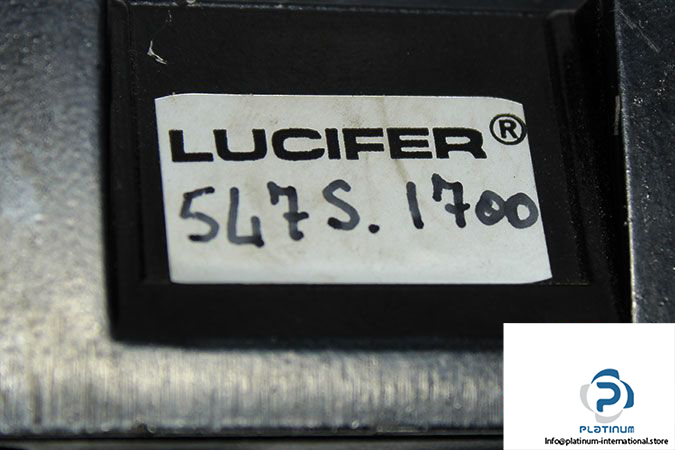 LUCIFER®
547S. 1700
PLATINUM
Info@platinum-international.store